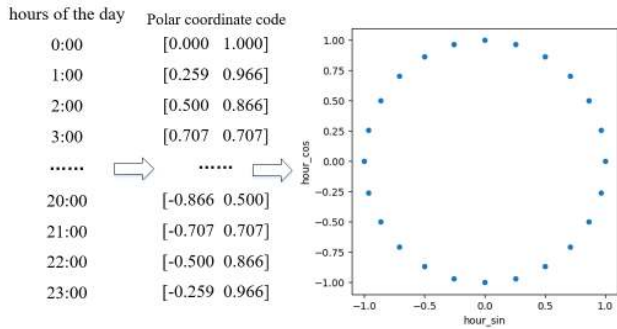 hours of the day
Polar coordinate code
0:00 [0.000 1.000]
1:00 [0.259 0.966]
2:00 [0.500 0.866]
3:00 [0.707 0.707]
...... ......
20:00 [-0.866 0.500]
21:00 [-0.707 0.707]
22:00 [-0.500 0.866]
23:00 [-0.259 0.966]
1.00
0.75
0.50
0.25
0.00
−0.25
−0.50
−0.75
−1.00
hour_cos
−1.0 −0.5 0.0 0.5 1.0
hour_sin